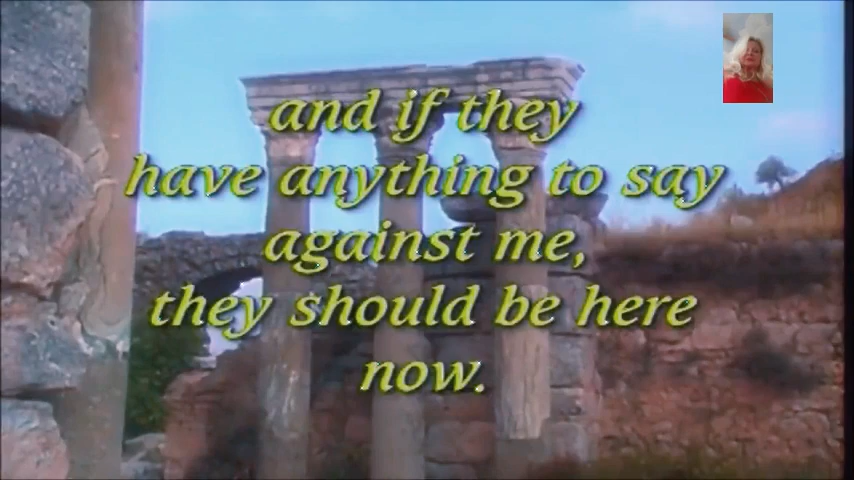 and if they
have anything to say
against me,
they should be here
now.